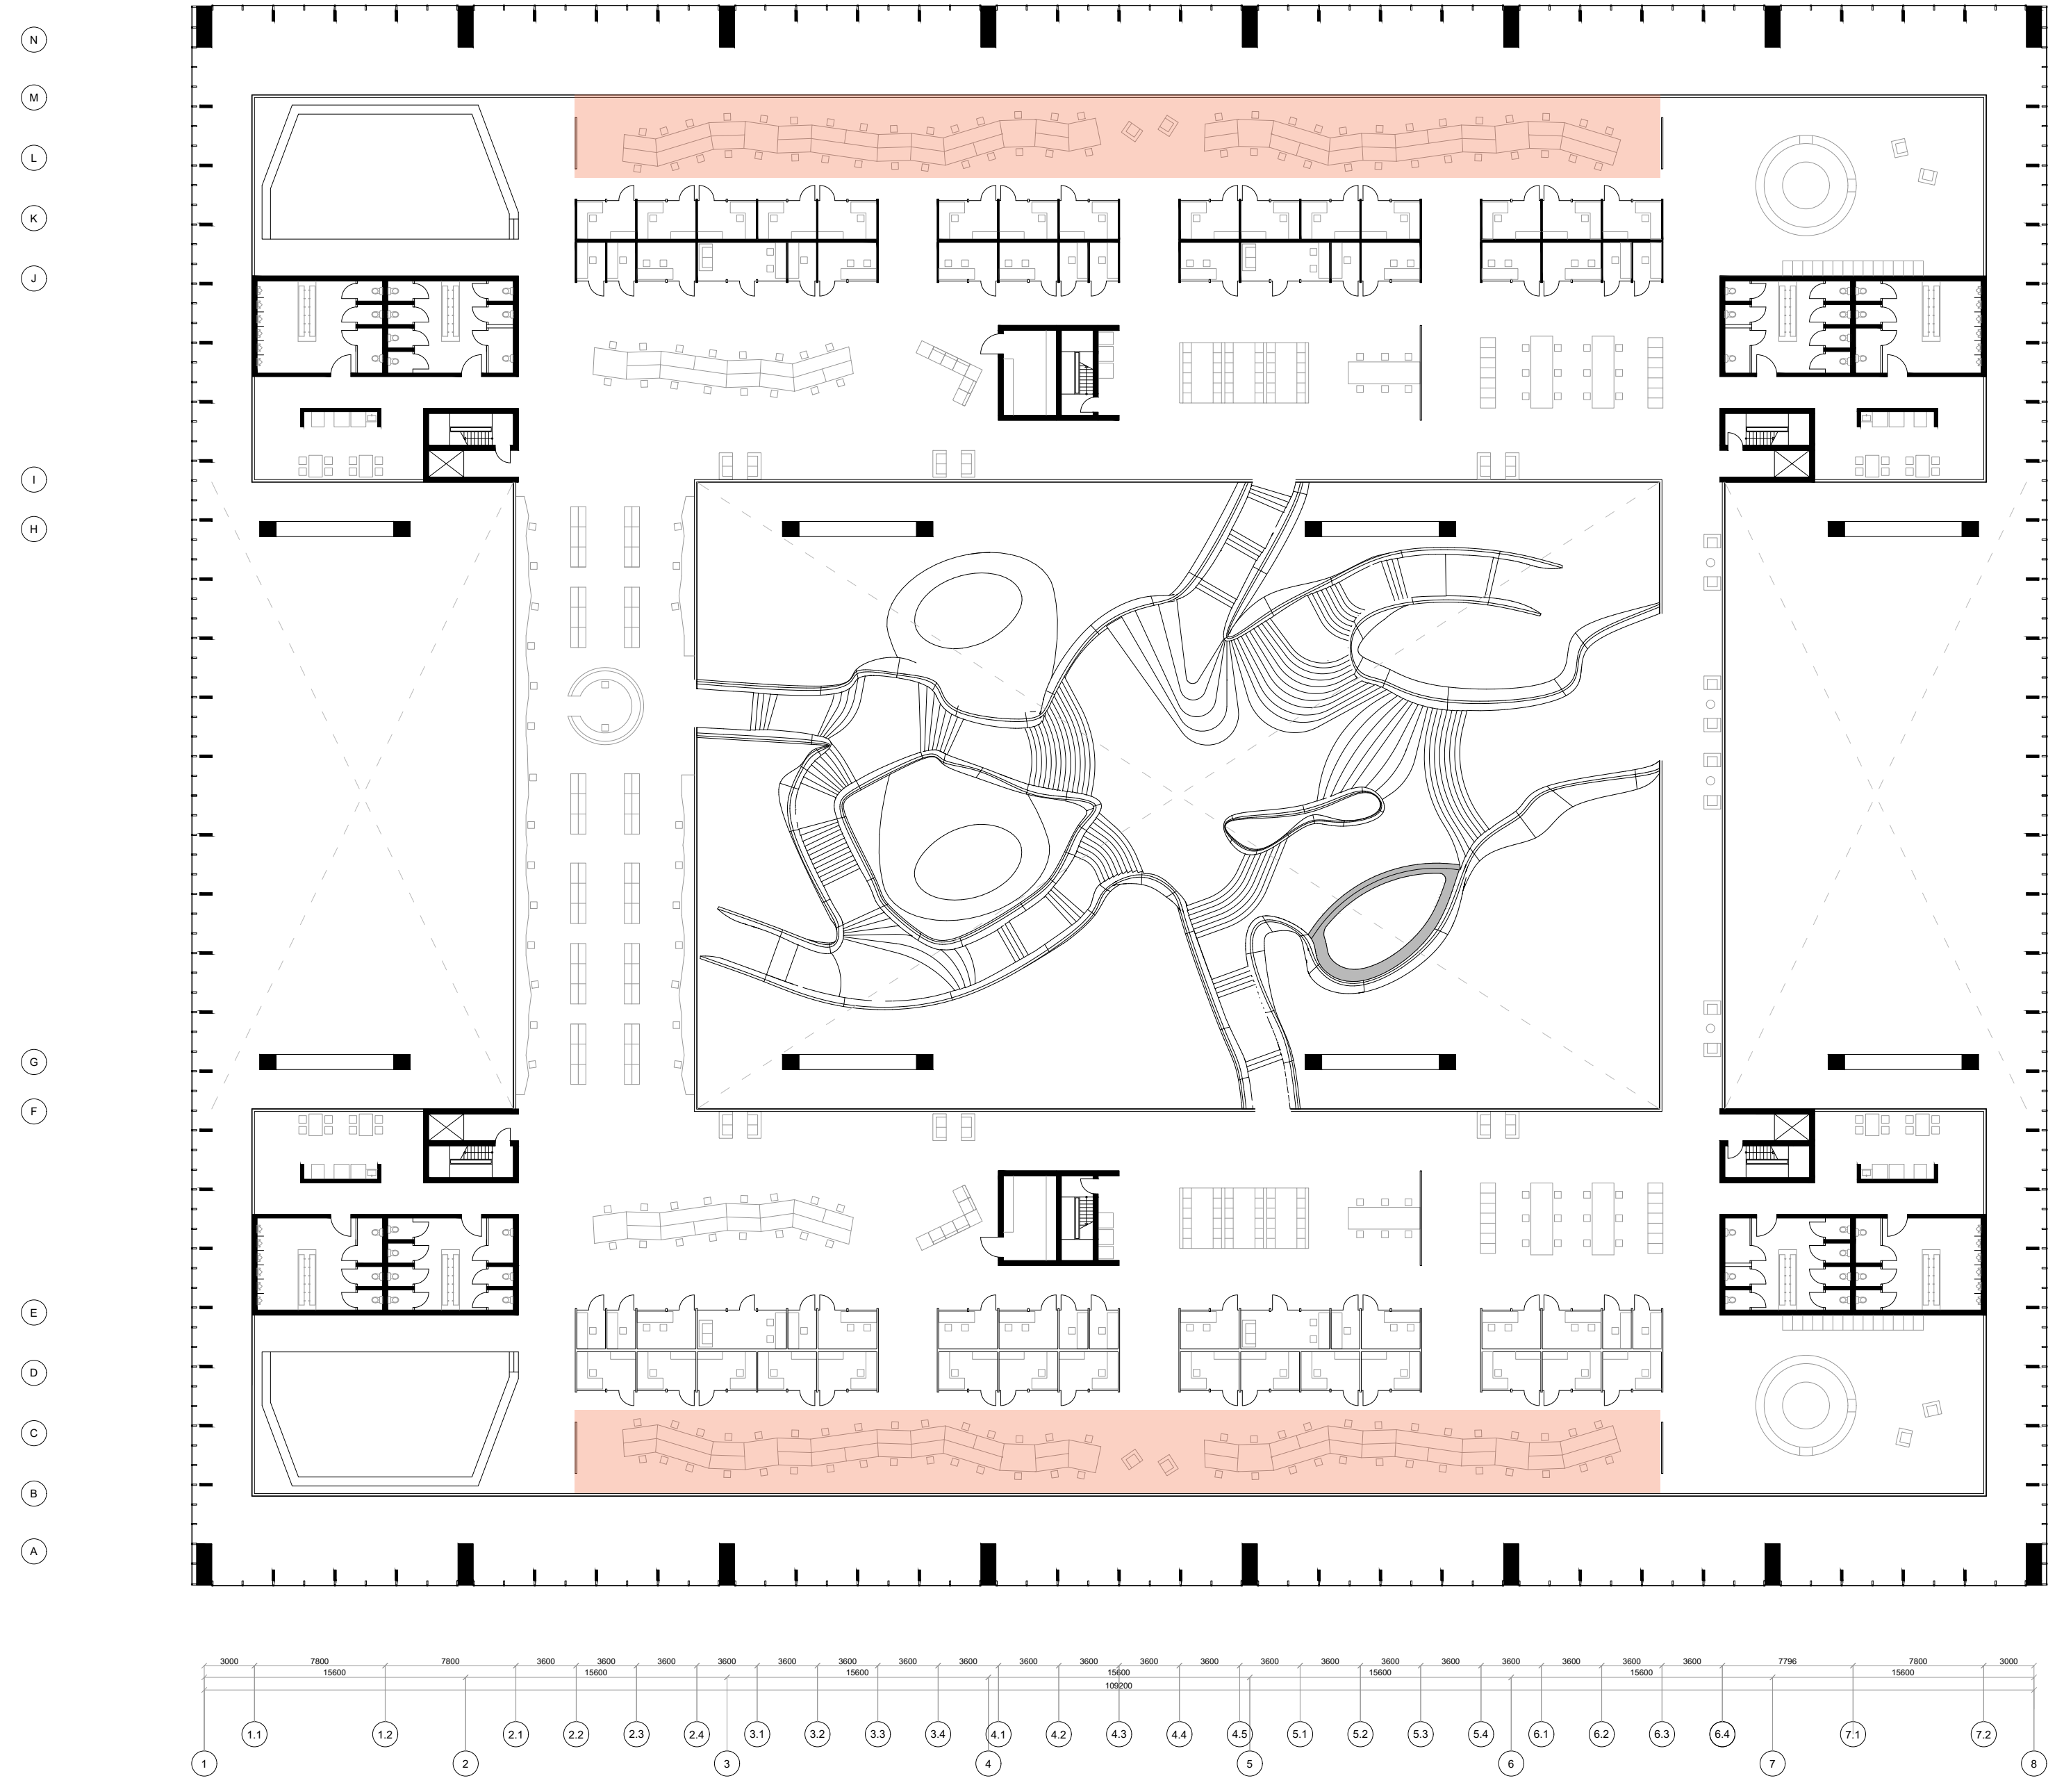 N
M
L
K
J
I
H
G
F
E
D
C
B
A
3000 7800 7800 3600 3600 3600 3600 3600 3600 3600 3600 3600 3600 3600 3600 3600 3600 3600 3600 3600 3600 3600 3600 7796 7800 3000
15600 15600 15600 15600 15600 15600 15600
109200
1.1 1.2 2.1 2.2 2.3 2.4 3.1 3.2 3.3 3.4 4.1 4.2 4.3 4.4 4.5 5.1 5.2 5.3 5.4 6.1 6.2 6.3 6.4 7.1 7.2
1 2 3 4 5 6 7 8